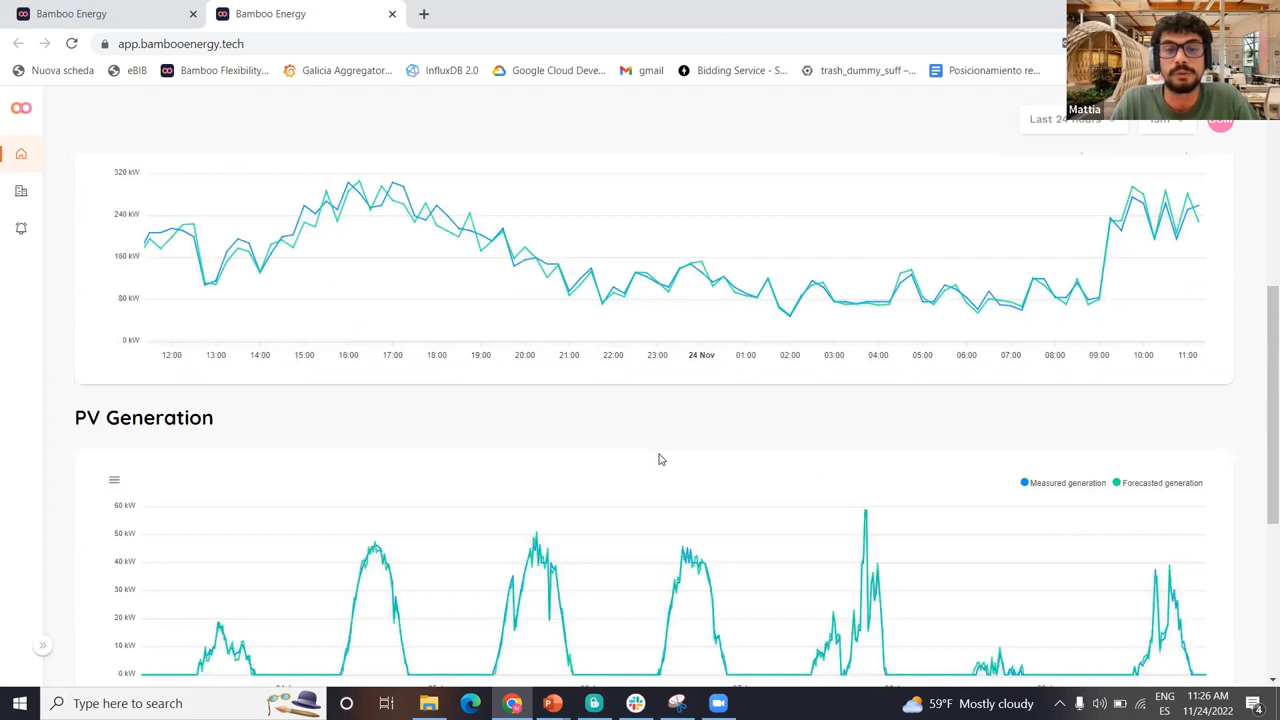 Bamboo Energy
Bamboo Energy
app.bambooenergy.tech
Nuova scheda
eBIB
Bamboo Flexibility...
Galicia Aggregator...
InfluxDB 2.0
Google Cloud Deve...
gmail
Bidding Service - S...
trash_dummy_suff –...
Posicionamiento re...
Mattia
Last 24 hours
15m
320 kW
240 kW
160 kW
80 kW
0 kW
12:00 13:00 14:00 15:00 16:00 17:00 18:00 19:00 20:00 21:00 22:00 23:00 24 Nov 01:00 02:00 03:00 04:00 05:00 06:00 07:00 08:00 09:00 10:00 11:00
PV Generation
Measured generation Forecasted generation
60 kW
50 kW
40 kW
30 kW
20 kW
10 kW
0 kW
Type here to search
59°F Mostly cloudy
ENG
ES
11:26 AM
11/24/2022
4